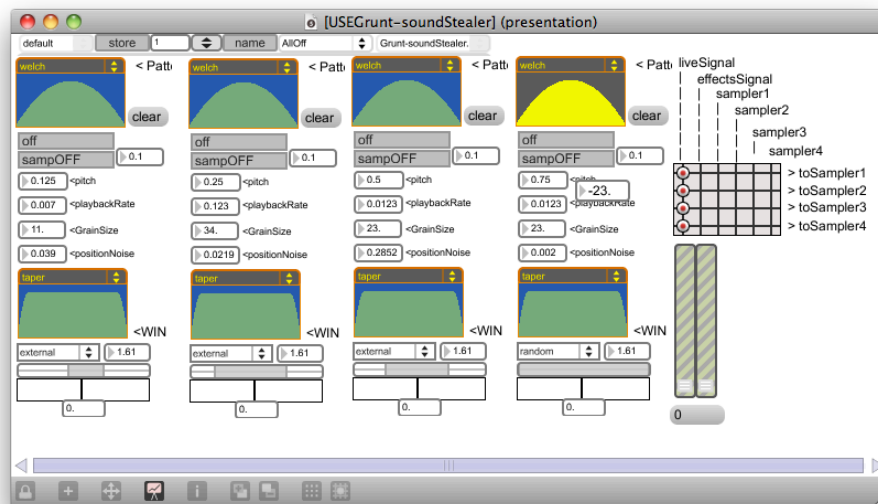 [USEGrunt-soundStealer] (presentation)
default store 1 name AllOff Grunt-soundStealer.
welch < Patt
welch < Patt
welch < Patt
welch < Patt
clear
clear
clear
clear
liveSignal
effectsSignal
sampler1
sampler2
sampler3
sampler4
off
sampOFF 0.1
off
sampOFF 0.1
off
sampOFF 0.1
off
sampOFF 0.1
0.125 <pitch
0.25 <pitch
0.5 <pitch
0.75 <pitch
-23.
> toSampler1
> toSampler2
> toSampler3
> toSampler4
0.007 <playbackRate
0.123 <playbackRate
0.0123 <playbackRate
0.0123 <playbackRate
11. <GrainSize
34. <GrainSize
23. <GrainSize
23. <GrainSize
0.039 <positionNoise
0.0219 <positionNoise
0.2852 <positionNoise
0.002 <positionNoise
taper
taper
taper
taper
<WIN
<WIN
<WIN
<WIN
external 1.61
external 1.61
external 1.61
random 1.61
0.
0.
0.
0.
0